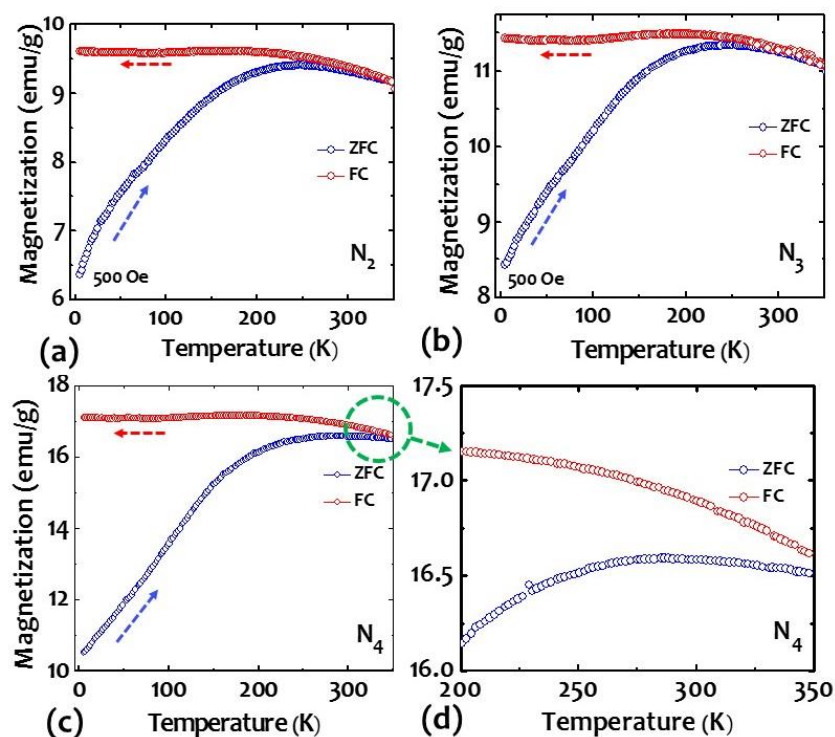 10
9
8
7
6
Magnetization (emu/g)
ZFC
FC
500 Oe
N2
0 100 200 300
(a) Temperature (K)
11
10
9
8
Magnetization (emu/g)
ZFC
FC
500 Oe
N3
0 100 200 300
(b) Temperature (K)
18
17
16
14
13
12
11
10
Magnetization (emu/g)
ZFC
FC
N4
0 100 200 300
(c) Temperature (K)
17.5
17.0
16.5
16.0
ZFC
FC
N4
200 250 300 350
Temperature (K) (d)